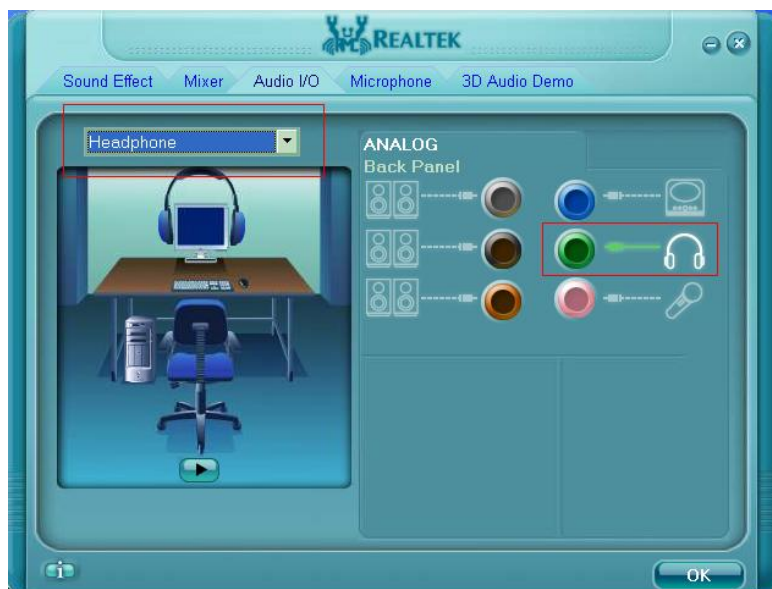 REALTEK
Sound Effect Mixer Audio I/O Microphone 3D Audio Demo
Headphone
ANALOG
Back Panel
i
OK